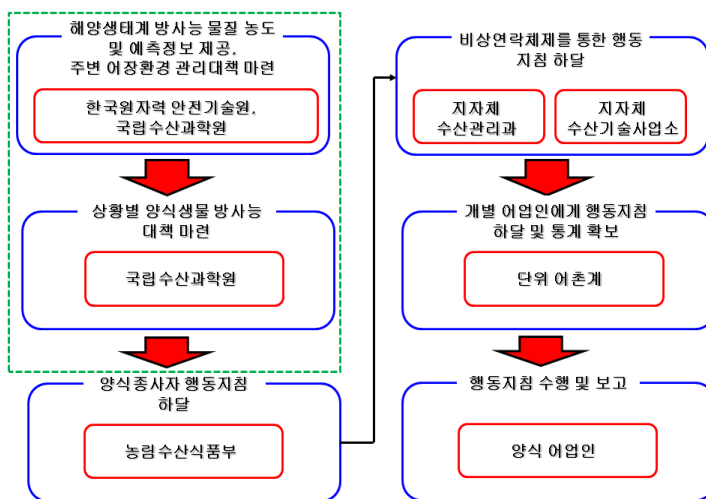 해양생태계 방사능 물질 농도
및 예측정보 제공,
주변 어장환경 관리대책 마련
한국원자력 안전기술원,
국립수산과학원
상황별 양식생물 방사능
대책 마련
국립수산과학원
양식종사자 행동지침
하달
농림수산식품부
비상연락체제를 통한 행동
지침 하달
지자체
수산관리과
지자체
수산기술사업소
개별 어업인에게 행동지침
하달 및 통계 확보
단위 어촌계
행동지침 수행 및 보고
양식 어업인